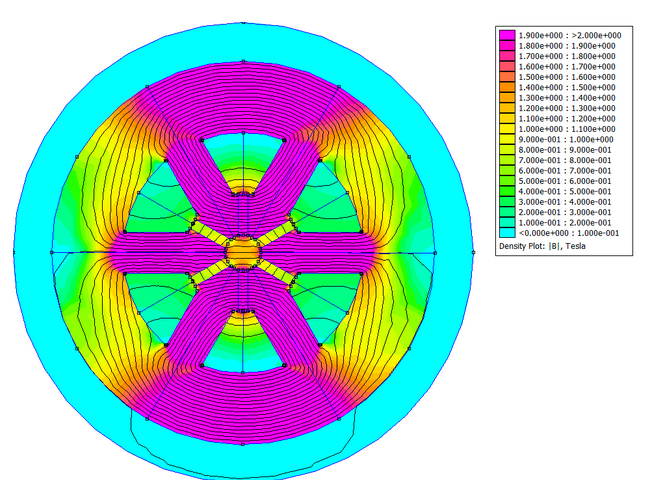 1.900e+000 : >2.000e+000
1.800e+000 : 1.900e+000
1.700e+000 : 1.800e+000
1.600e+000 : 1.700e+000
1.500e+000 : 1.600e+000
1.400e+000 : 1.500e+000
1.300e+000 : 1.400e+000
1.200e+000 : 1.300e+000
1.100e+000 : 1.200e+000
1.000e+000 : 1.100e+000
9.000e-001 : 1.000e+000
8.000e-001 : 9.000e-001
7.000e-001 : 8.000e-001
6.000e-001 : 7.000e-001
5.000e-001 : 6.000e-001
4.000e-001 : 5.000e-001
3.000e-001 : 4.000e-001
2.000e-001 : 3.000e-001
1.000e-001 : 2.000e-001
<0.000e+000 : 1.000e-001
Density Plot: |B|, Tesla